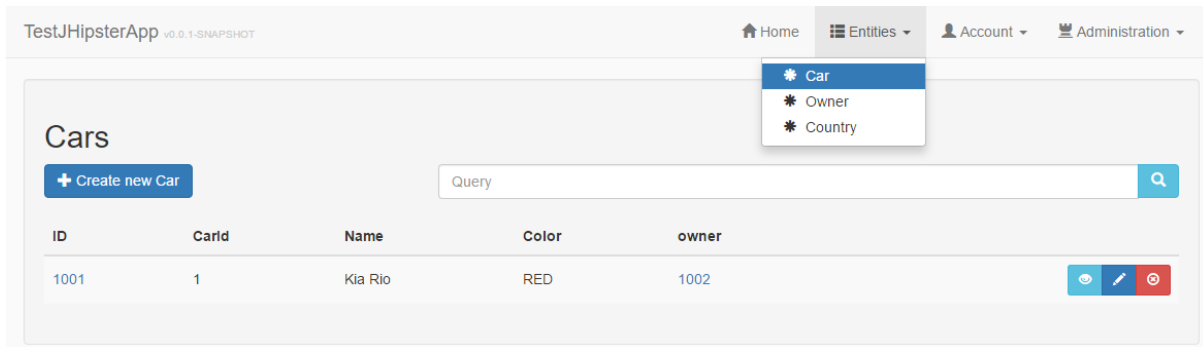 TestJHipsterApp v0.0.1-SNAPSHOT Home Entities Account Administration
Car
Owner
Country
Cars
Create new Car
Query
ID CarId Name Color owner
1001 1 Kia Rio RED 1002